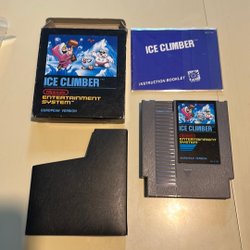 ICE CLIMBER
Nintendo
ENTERTAINMENT
SYSTEM
EUROPEAN VERSION
ICE CLIMBER
INSTRUCTION BOOKLET
ICE CLIMBER
Nintendo
ENTERTAINMENT
SYSTEM